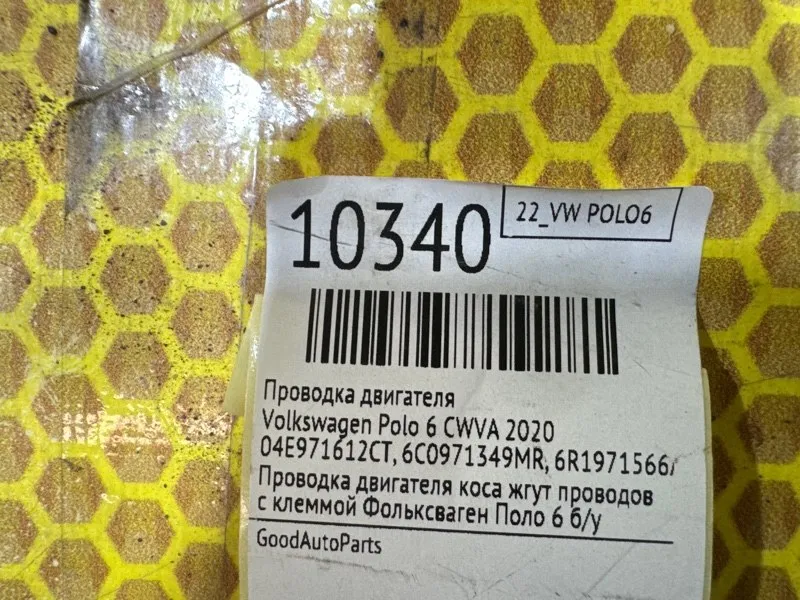 10340
22_VW POLO6
Проводка двигателя
Volkswagen Polo 6 CWVA 2020
04E971612CT, 6C0971349MR, 6R1971566
Проводка двигателя коса жгут проводов
с клеммой Фольксваген Поло 6 б/у
GoodAutoParts